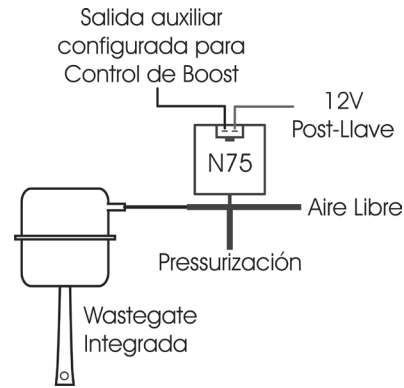 Salida auxiliar
configurada para
Control de Boost
12V
Post-Llave
N75
Aire Libre
Pressurización
Wastegate
Integrada